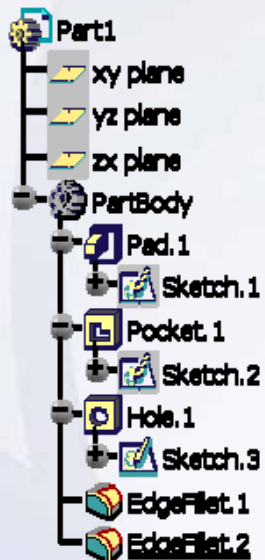 Part1
xy plane
yz plane
zx plane
PartBody
Pad.1
Sketch.1
Pocket.1
Sketch.2
Hole.1
Sketch.3
EdgeFillet.1
EdgeFillet.2